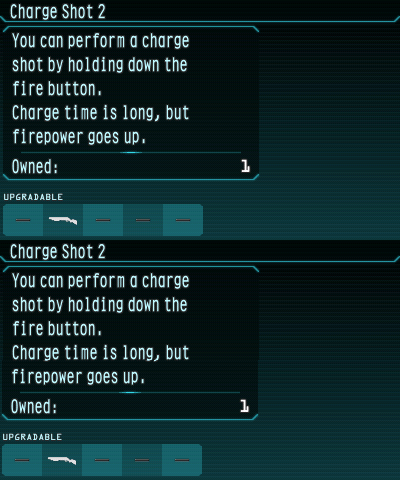 Charge Shot 2
You can perform a charge
shot by holding down the
fire button.
Charge time is long, but
firepower goes up.
Owned: 1
UPGRADABLE
Charge Shot 2
You can perform a charge
shot by holding down the
fire button.
Charge time is long, but
firepower goes up.
Owned: 1
UPGRADABLE